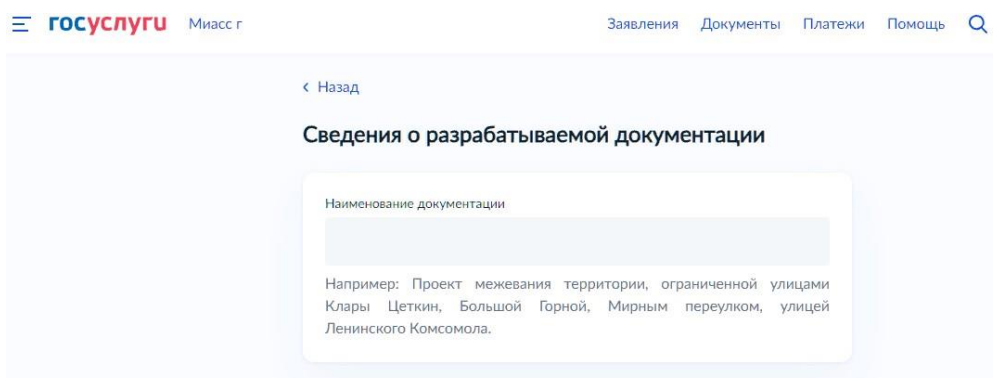 госуслуги Миасс г Заявления Документы Платежи Помощь
‹ Назад
Сведения о разрабатываемой документации
Наименование документации
Например: Проект межевания территории, ограниченной улицами
Клары Цеткин, Большой Горной, Мирным переулком, улицей
Ленинского Комсомола.